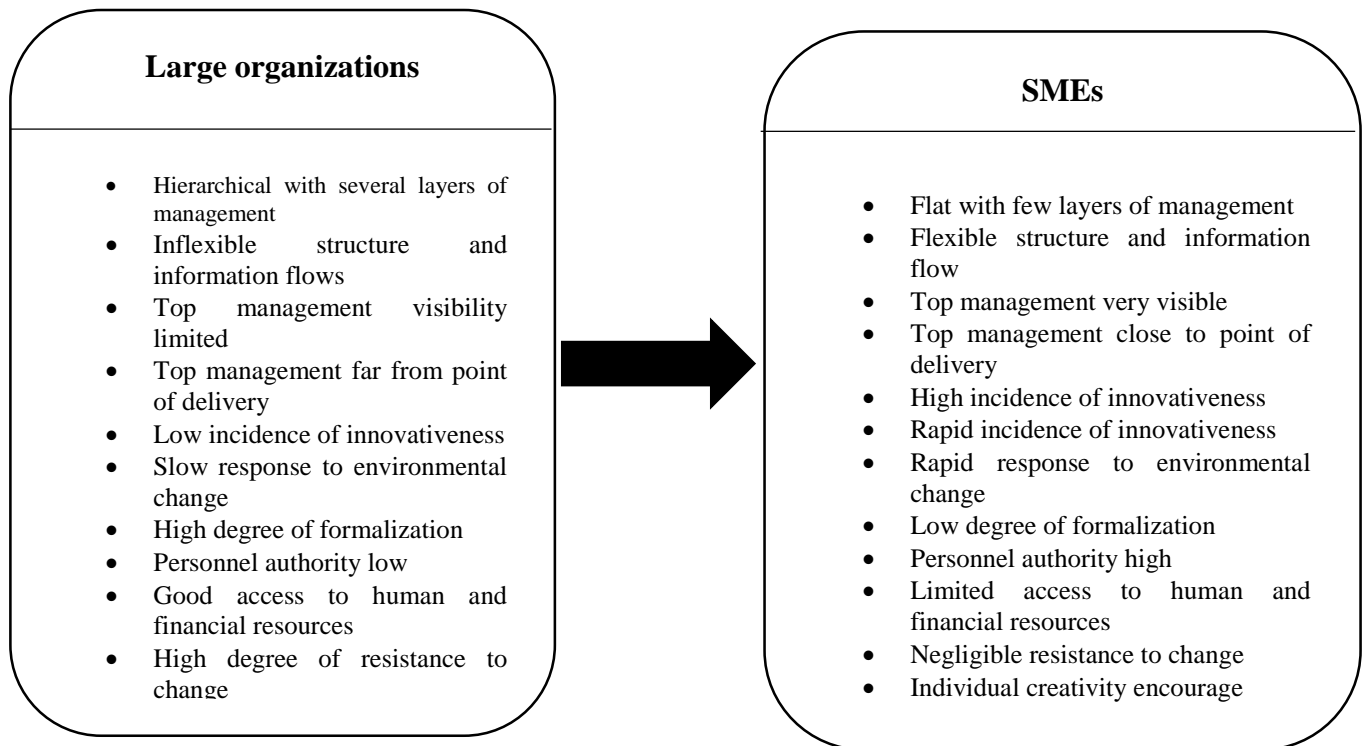 Large organizations
• Hierarchical with several layers of
management
• Inflexible structure and
information flows
• Top management visibility
limited
• Top management far from point
of delivery
• Low incidence of innovativeness
• Slow response to environmental
change
• High degree of formalization
• Personnel authority low
• Good access to human and
financial resources
• High degree of resistance to
change
SMEs
• Flat with few layers of management
• Flexible structure and information
flow
• Top management very visible
• Top management close to point of
delivery
• High incidence of innovativeness
• Rapid incidence of innovativeness
• Rapid response to environmental
change
• Low degree of formalization
• Personnel authority high
• Limited access to human and
financial resources
• Negligible resistance to change
• Individual creativity encourage